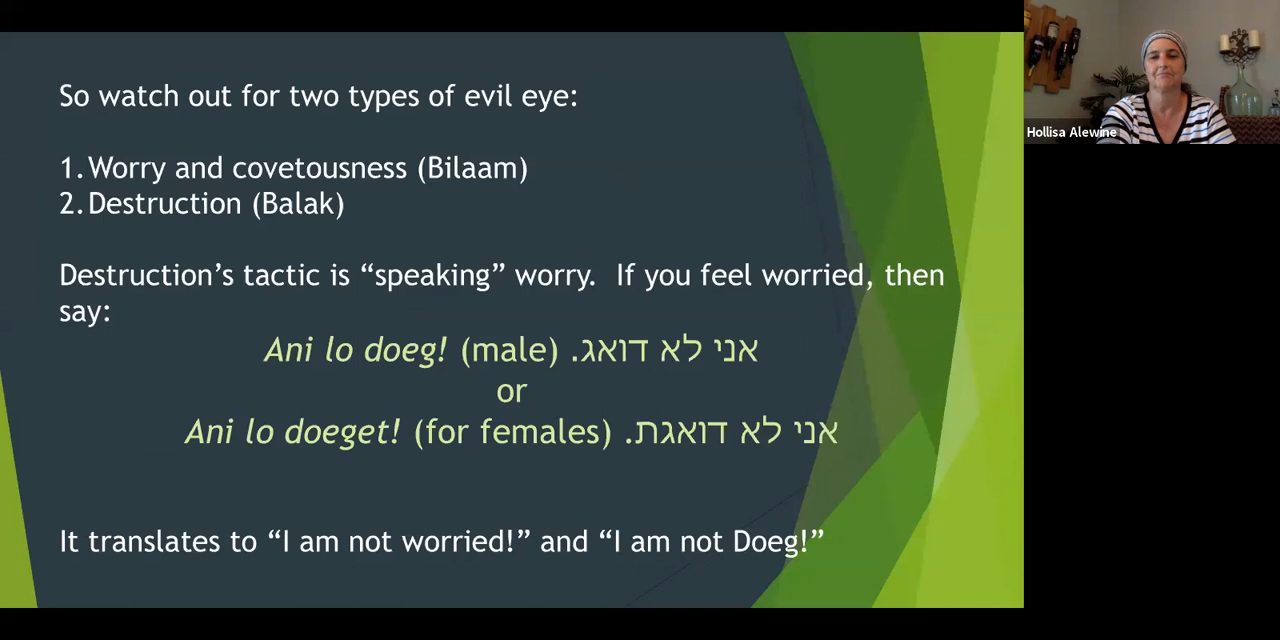 So watch out for two types of evil eye:
1. Worry and covetousness (Bilaam)
2. Destruction (Balak)
Destruction’s tactic is “speaking” worry.  If you feel worried, then
say:
Ani lo doeg! (male) אני לא דואג.
or
Ani lo doeget! (for females) אני לא דואגת.
It translates to “I am not worried!” and “I am not Doeg!”
Hollisa Alewine